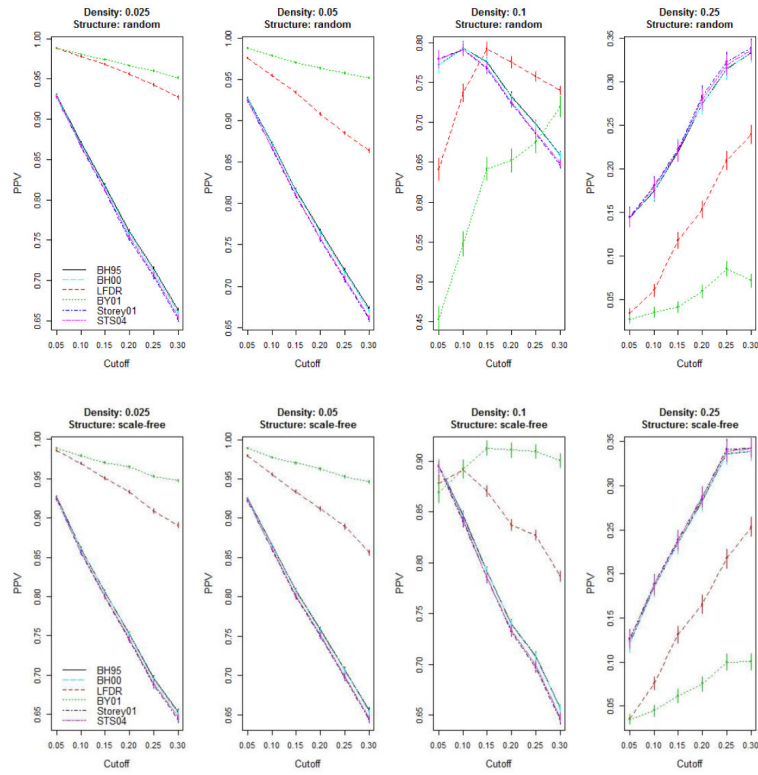 Density: 0.025
Structure: random
Density: 0.05
Structure: random
Density: 0.1
Structure: random
Density: 0.25
Structure: random
PPV
1.00
0.95
0.90
0.85
0.80
0.75
0.70
0.65
BH95
BH00
LFDR
BY01
Storey01
STS04
0.05 0.10 0.15 0.20 0.25 0.30
Cutoff
PPV
1.00
0.95
0.90
0.85
0.80
0.75
0.70
0.65
0.05 0.10 0.15 0.20 0.25 0.30
Cutoff
PPV
0.80
0.75
0.70
0.65
0.60
0.55
0.50
0.45
0.05 0.10 0.15 0.20 0.25 0.30
Cutoff
PPV
0.35
0.30
0.25
0.20
0.15
0.10
0.05
0.05 0.10 0.15 0.20 0.25 0.30
Cutoff
Density: 0.025
Structure: scale-free
Density: 0.05
Structure: scale-free
Density: 0.1
Structure: scale-free
Density: 0.25
Structure: scale-free
PPV
1.00
0.95
0.90
0.85
0.80
0.75
0.70
0.65
BH95
BH00
LFDR
BY01
Storey01
STS04
0.05 0.10 0.15 0.20 0.25 0.30
Cutoff
PPV
1.00
0.95
0.90
0.85
0.80
0.75
0.70
0.65
0.05 0.10 0.15 0.20 0.25 0.30
Cutoff
PPV
0.90
0.85
0.80
0.75
0.70
0.65
0.05 0.10 0.15 0.20 0.25 0.30
Cutoff
PPV
0.35
0.30
0.25
0.20
0.15
0.10
0.05
0.05 0.10 0.15 0.20 0.25 0.30
Cutoff